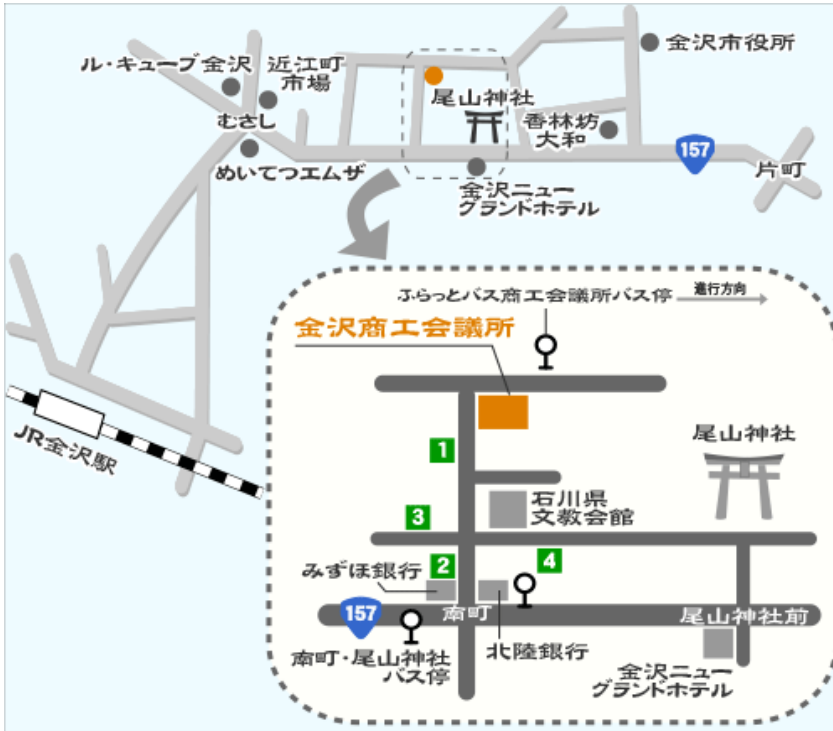 金沢市役所
ル・キューブ金沢
近江町
市場
尾山神社
むさし
香林坊
大和
157
めいてつエムザ
金沢ニュー
グランドホテル
片町
ふらっとバス商工会議所バス停
進行方向
金沢商工会議所
JR金沢駅
1
尾山神社
石川県
文教会館
3
2
4
みずほ銀行
157
南町
尾山神社前
南町・尾山神社
バス停
北陸銀行
金沢ニュー
グランドホテル